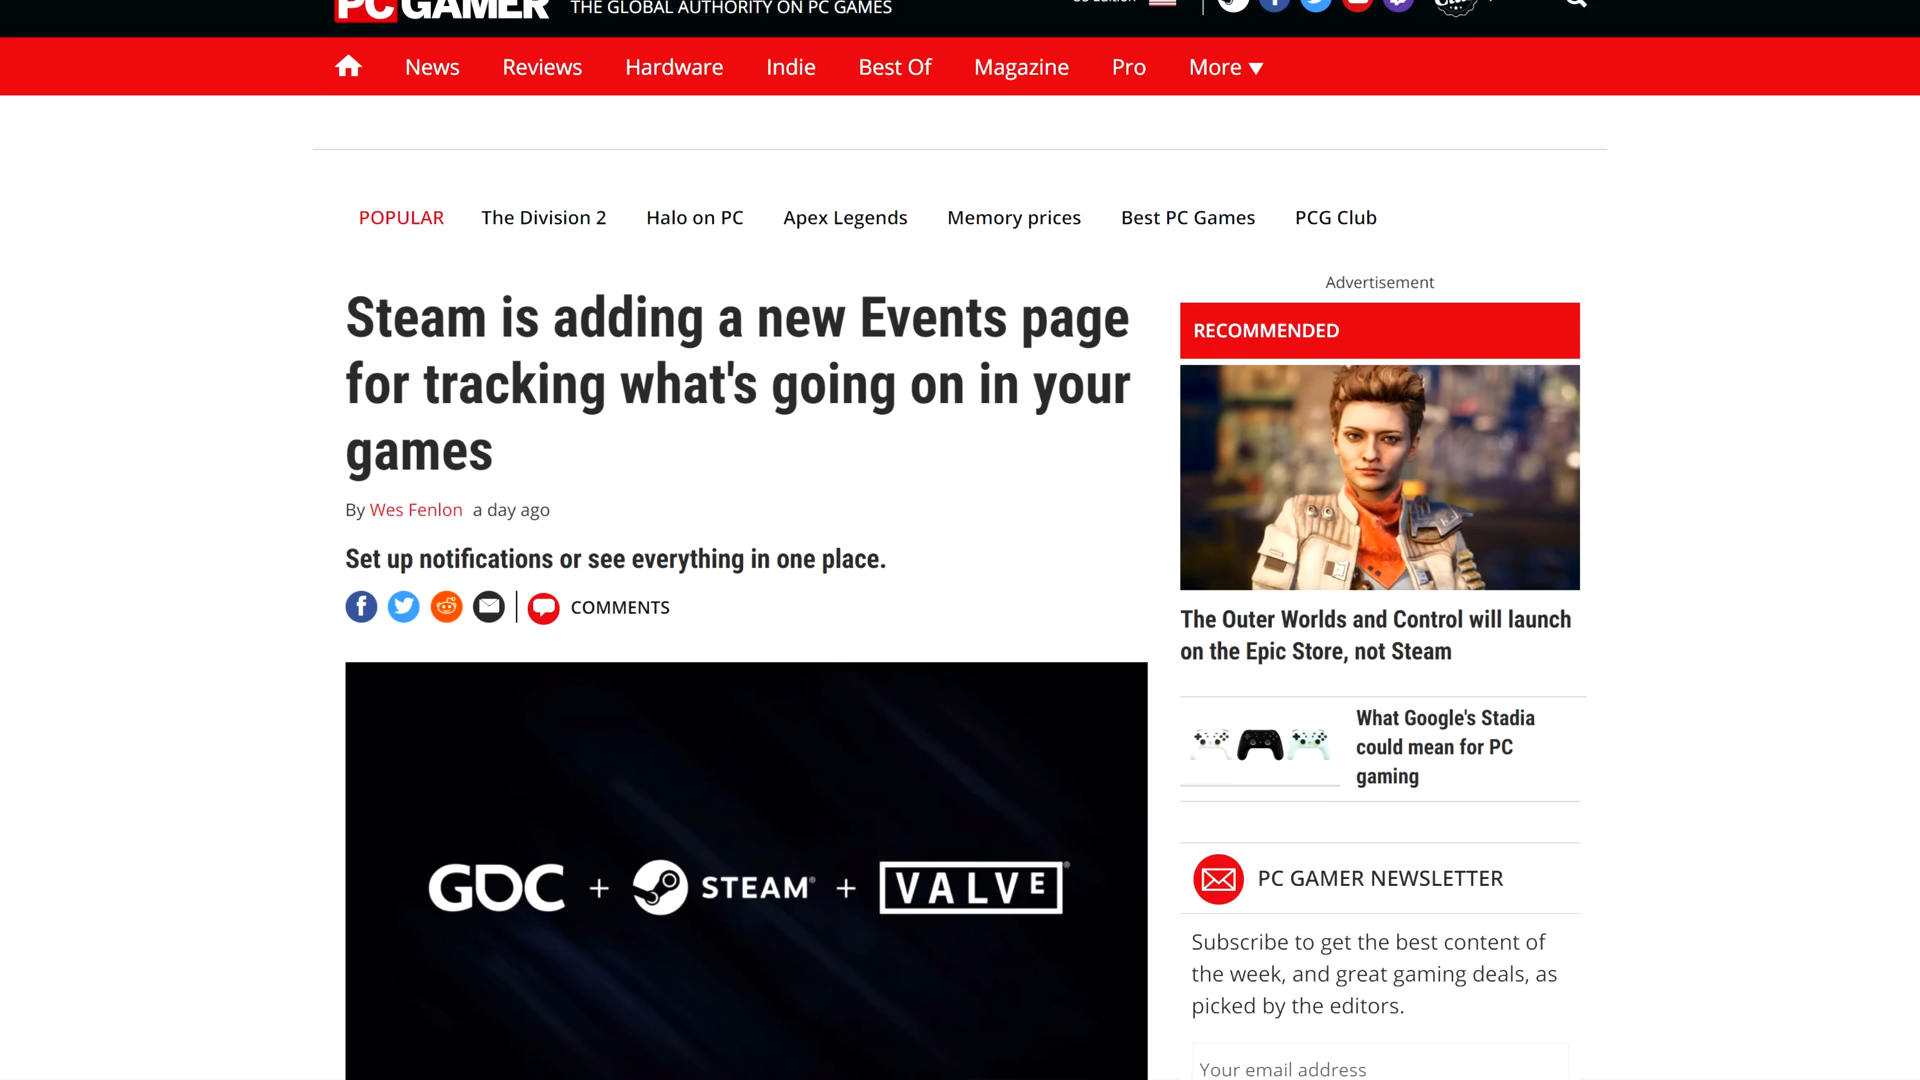 PC GAMER
THE GLOBAL AUTHORITY ON PC GAMES
News Reviews Hardware Indie Best Of Magazine Pro More ▼
POPULAR The Division 2 Halo on PC Apex Legends Memory prices Best PC Games PCG Club
Steam is adding a new Events page
for tracking what's going on in your
games
By Wes Fenlon a day ago
Set up notifications or see everything in one place.
COMMENTS
GDC + STEAM® + VALVE®
Advertisement
RECOMMENDED
The Outer Worlds and Control will launch
on the Epic Store, not Steam
What Google's Stadia
could mean for PC
gaming
PC GAMER NEWSLETTER
Subscribe to get the best content of
the week, and great gaming deals, as
picked by the editors.
Your email address